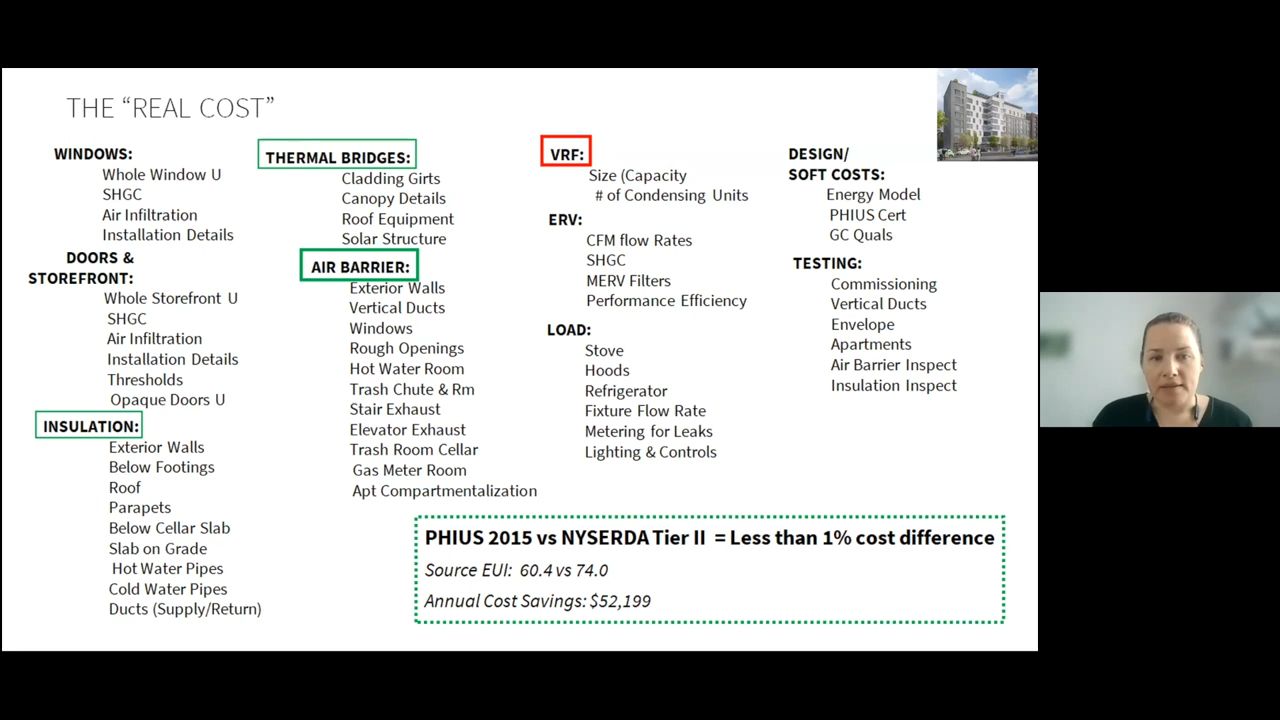 THE “REAL COST”
WINDOWS:
Whole Window U
SHGC
Air Infiltration
Installation Details
DOORS &
STOREFRONT:
Whole Storefront U
SHGC
Air Infiltration
Installation Details
Thresholds
Opaque Doors U
INSULATION:
Exterior Walls
Below Footings
Roof
Parapets
Below Cellar Slab
Slab on Grade
Hot Water Pipes
Cold Water Pipes
Ducts (Supply/Return)
THERMAL BRIDGES:
Cladding Girts
Canopy Details
Roof Equipment
Solar Structure
AIR BARRIER:
Exterior Walls
Vertical Ducts
Windows
Rough Openings
Hot Water Room
Trash Chute & Rm
Stair Exhaust
Elevator Exhaust
Trash Room Cellar
Gas Meter Room
Apt Compartmentalization
VRF:
Size (Capacity
# of Condensing Units
ERV:
CFM flow Rates
SHGC
MERV Filters
Performance Efficiency
LOAD:
Stove
Hoods
Refrigerator
Fixture Flow Rate
Metering for Leaks
Lighting & Controls
DESIGN/
SOFT COSTS:
Energy Model
PHIUS Cert
GC Quals
TESTING:
Commissioning
Vertical Ducts
Envelope
Apartments
Air Barrier Inspect
Insulation Inspect
PHIUS 2015 vs NYSERDA Tier II = Less than 1% cost difference
Source EUI: 60.4 vs 74.0
Annual Cost Savings: $52,199